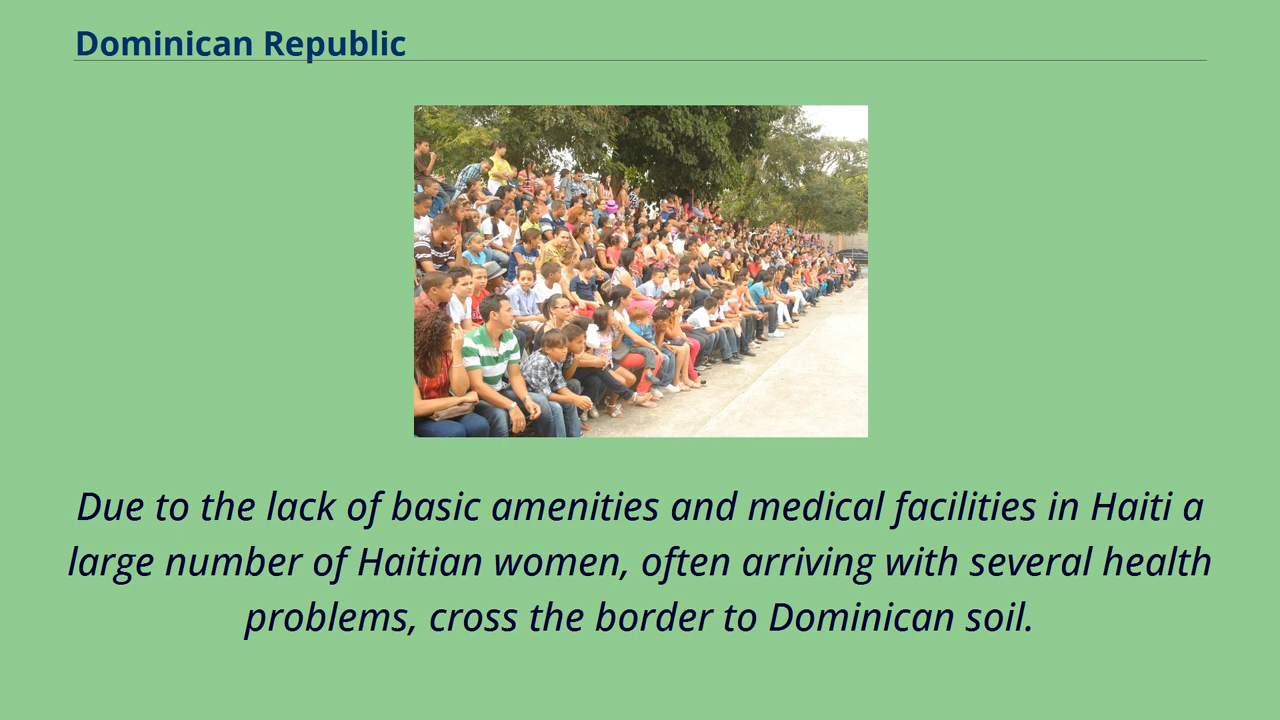 Dominican Republic
Due to the lack of basic amenities and medical facilities in Haiti a
large number of Haitian women, often arriving with several health
problems, cross the border to Dominican soil.